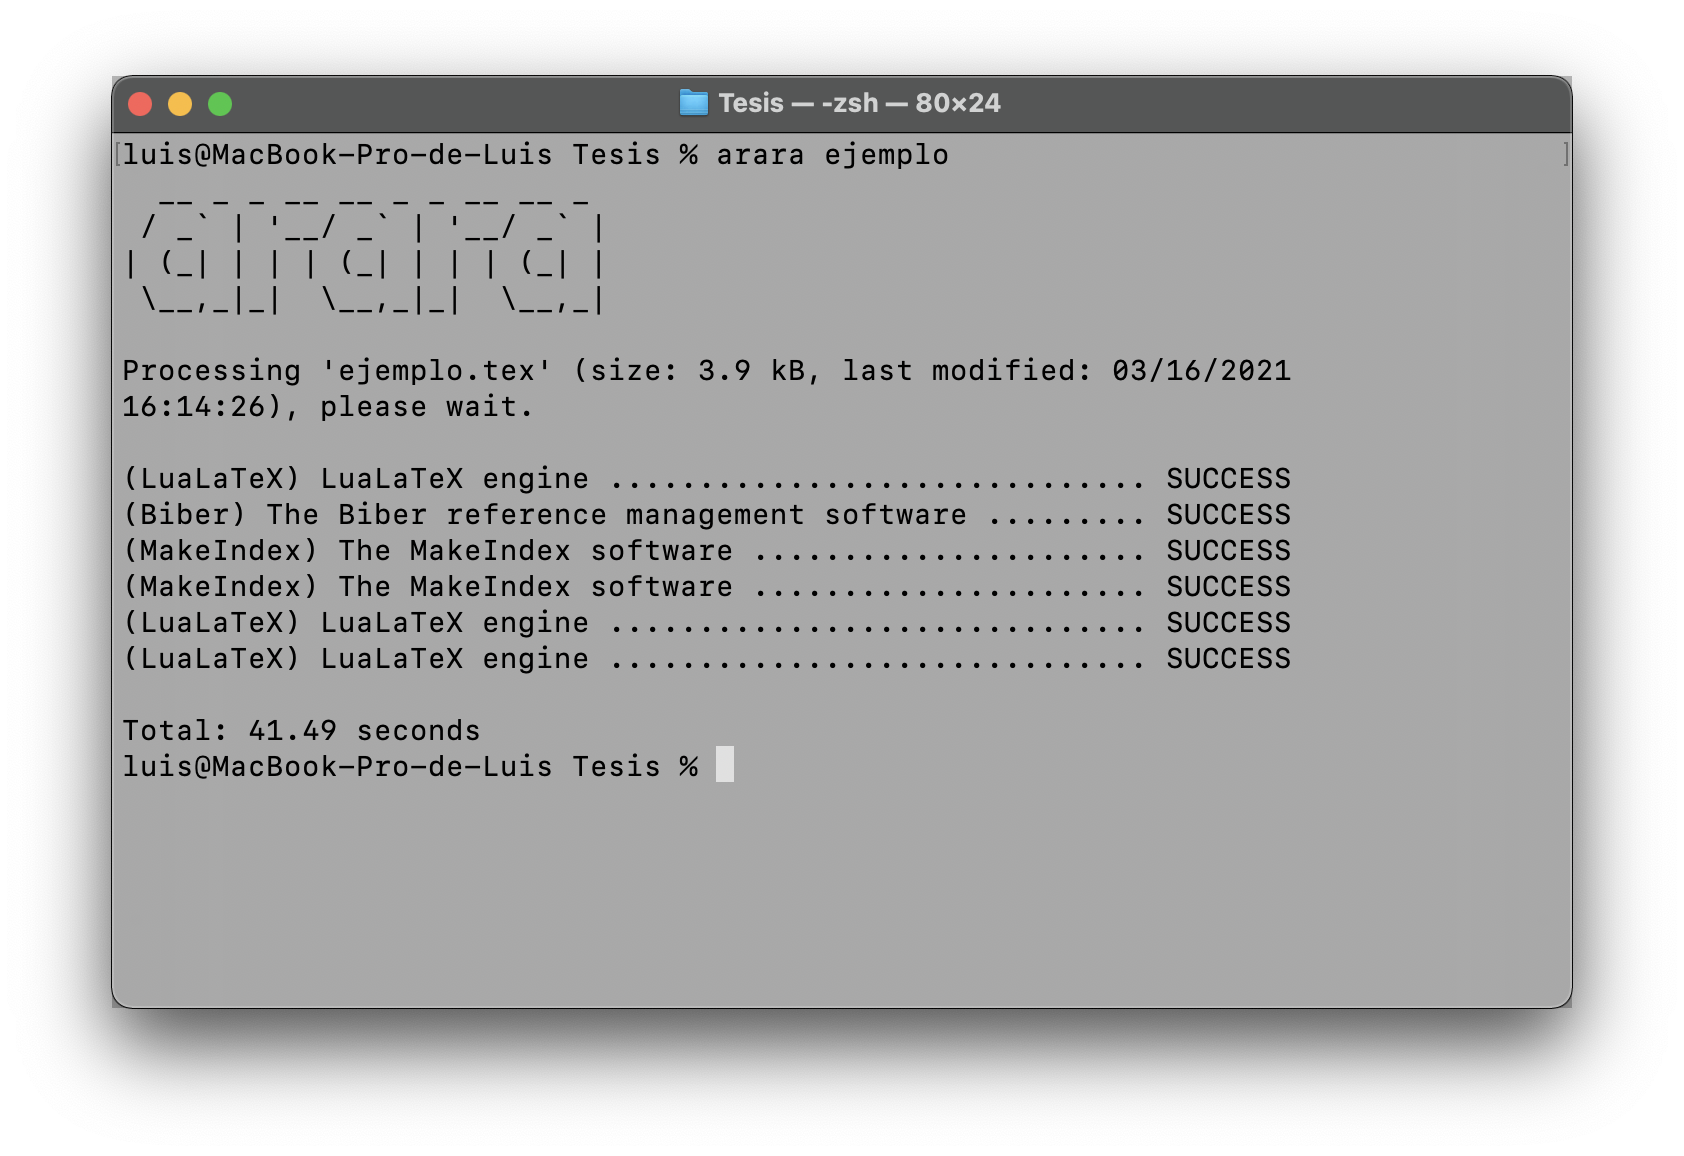 Tesis — -zsh — 80×24
[luis@MacBook-Pro-de-Luis Tesis % arara ejemplo ]
  __ _ _ __ __ _ _ __ __ _
 / _` | '__/ _` | '__/ _` |
| (_| | | | (_| | | | (_| |
 \__,_|_|  \__,_|_|  \__,_|
Processing 'ejemplo.tex' (size: 3.9 kB, last modified: 03/16/2021
16:14:26), please wait.
(LuaLaTeX) LuaLaTeX engine .............................. SUCCESS
(Biber) The Biber reference management software ......... SUCCESS
(MakeIndex) The MakeIndex software ...................... SUCCESS
(MakeIndex) The MakeIndex software ...................... SUCCESS
(LuaLaTeX) LuaLaTeX engine .............................. SUCCESS
(LuaLaTeX) LuaLaTeX engine .............................. SUCCESS
Total: 41.49 seconds
luis@MacBook-Pro-de-Luis Tesis %